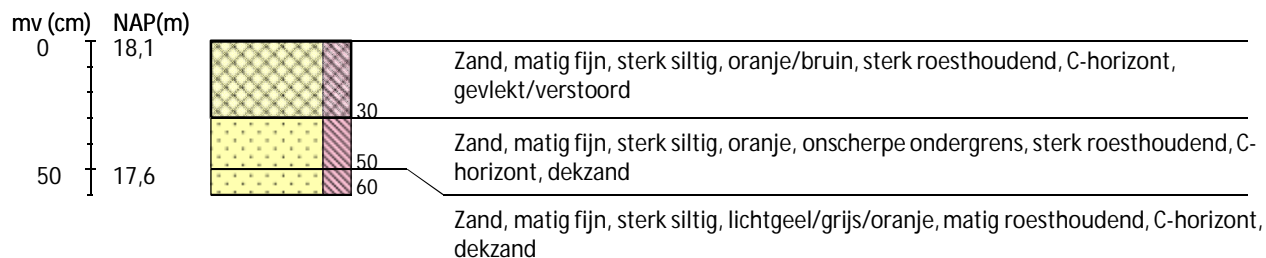 mv (cm) NAP(m)
0 18,1
Zand, matig fijn, sterk siltig, oranje/bruin, sterk roesthoudend, C-horizont,
gevlekt/verstoord
30
Zand, matig fijn, sterk siltig, oranje, onscherpe ondergrens, sterk roesthoudend, C-
horizont, dekzand
50
50 17,6
60
Zand, matig fijn, sterk siltig, lichtgeel/grijs/oranje, matig roesthoudend, C-horizont,
dekzand